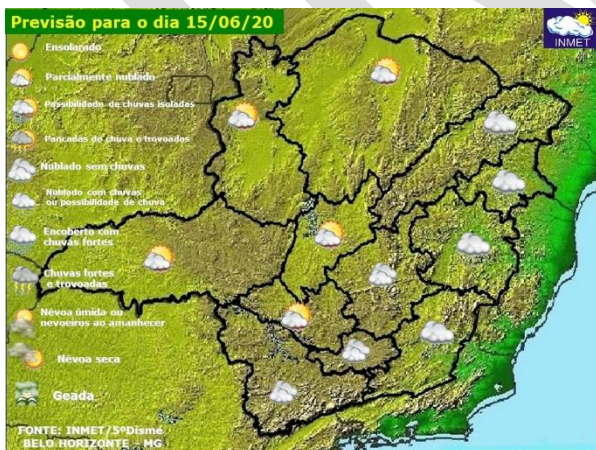 Previsão para o dia 15/06/20
INMET
Ensolarado
Parcialmente nublado
Possibilidade de chuvas isoladas
Pancadas de chuva e trovoadas
Nublado sem chuvas
Nublado com chuvas
ou possibilidade de chuva
Encoberto com
chuvas fortes
Chuvas fortes
e trovoadas
Névoa úmida ou
nevoeiros ao amanhecer
Névoa seca
Geada
FONTE: INMET/5ºDisme
BELO HORIZONTE - MG